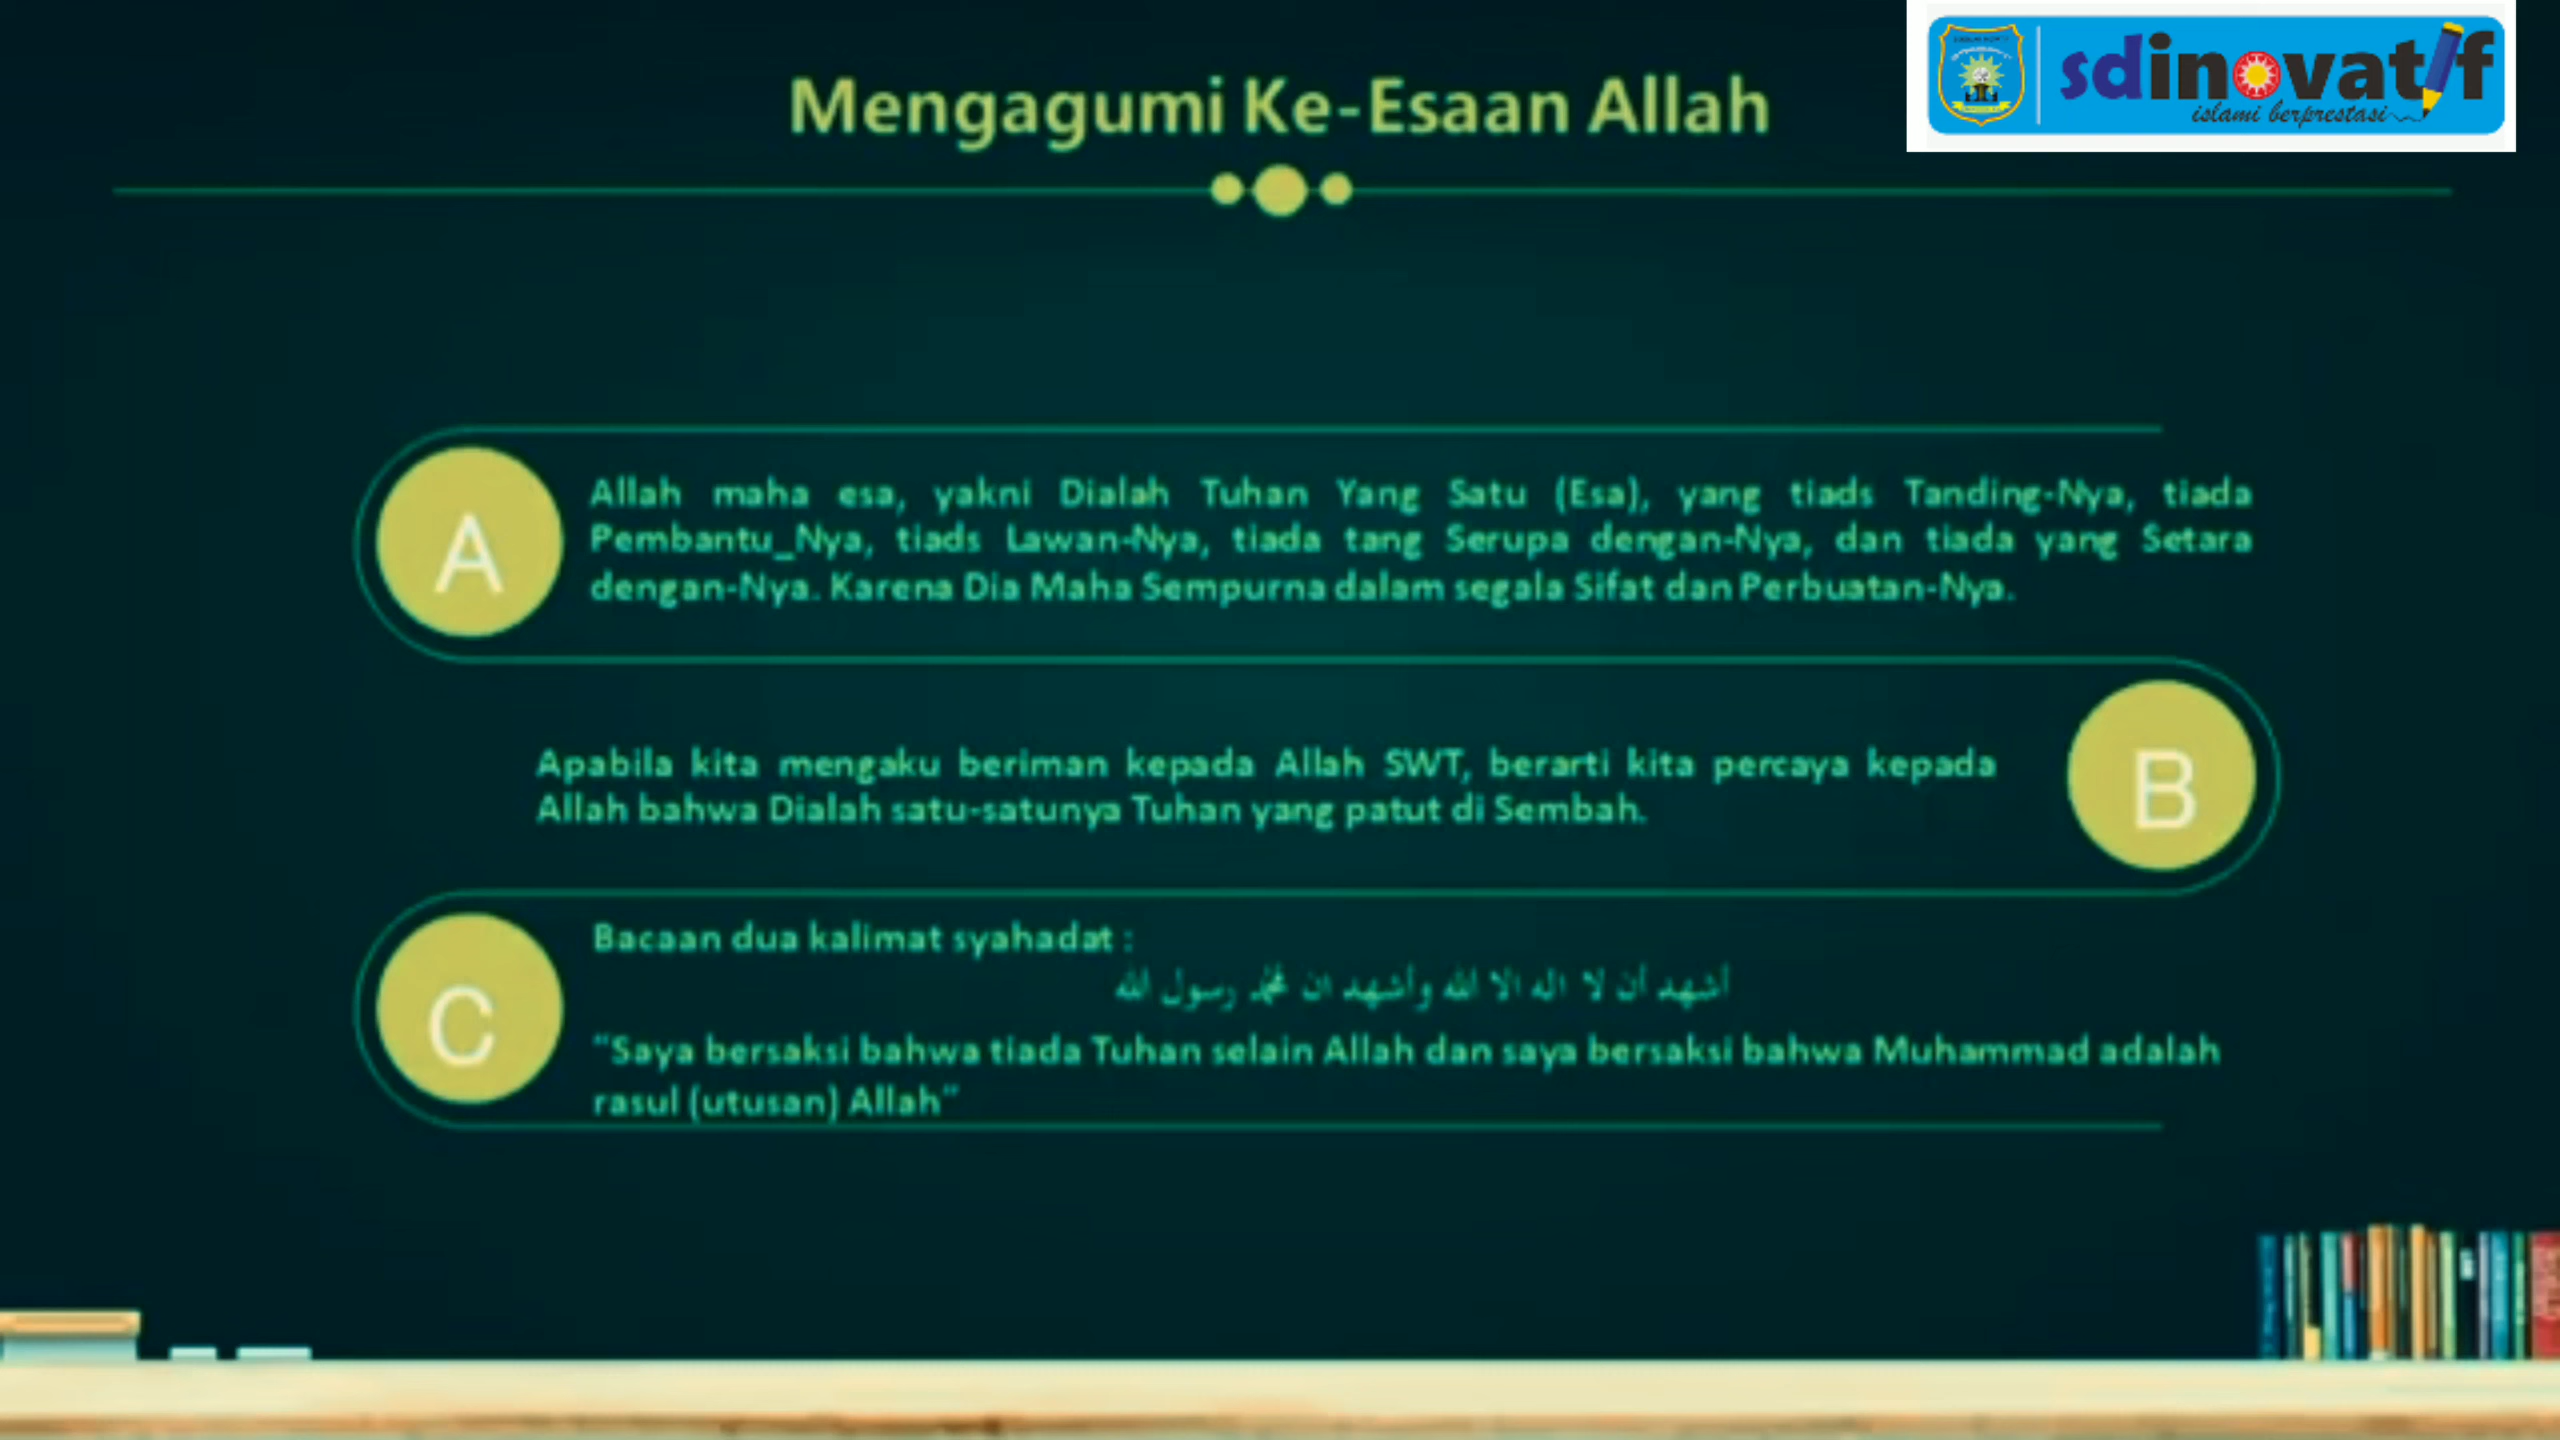 Mengagumi Ke-Esaan Allah
sdinovatif
islami berprestasi
A
Allah maha esa, yakni Dialah Tuhan Yang Satu (Esa), yang tiads Tanding-Nya, tiada
Pembantu_Nya, tiads Lawan-Nya, tiada tang Serupa dengan-Nya, dan tiada yang Setara
dengan-Nya. Karena Dia Maha Sempurna dalam segala Sifat dan Perbuatan-Nya.
Apabila kita mengaku beriman kepada Allah SWT, berarti kita percaya kepada
Allah bahwa Dialah satu-satunya Tuhan yang patut di Sembah.
B
C
Bacaan dua kalimat syahadat :
أشهد أن لا اله الا الله وأشهد ان محمد رسول الله
"Saya bersaksi bahwa tiada Tuhan selain Allah dan saya bersaksi bahwa Muhammad adalah
rasul (utusan) Allah"